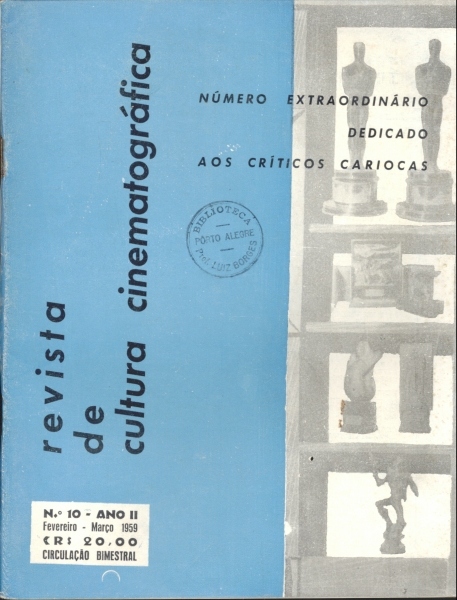 NÚMERO EXTRAORDINÁRIO
DEDICADO
AOS CRÍTICOS CARIOCAS
BIBLIOTECA
PÔRTO ALEGRE
Prof. LUIZ BORGES
revista
de
cultura cinematográfica
N.º 10 - ANO II
Fevereiro - Março 1959
CR$ 20,00
CIRCULAÇÃO BIMESTRAL